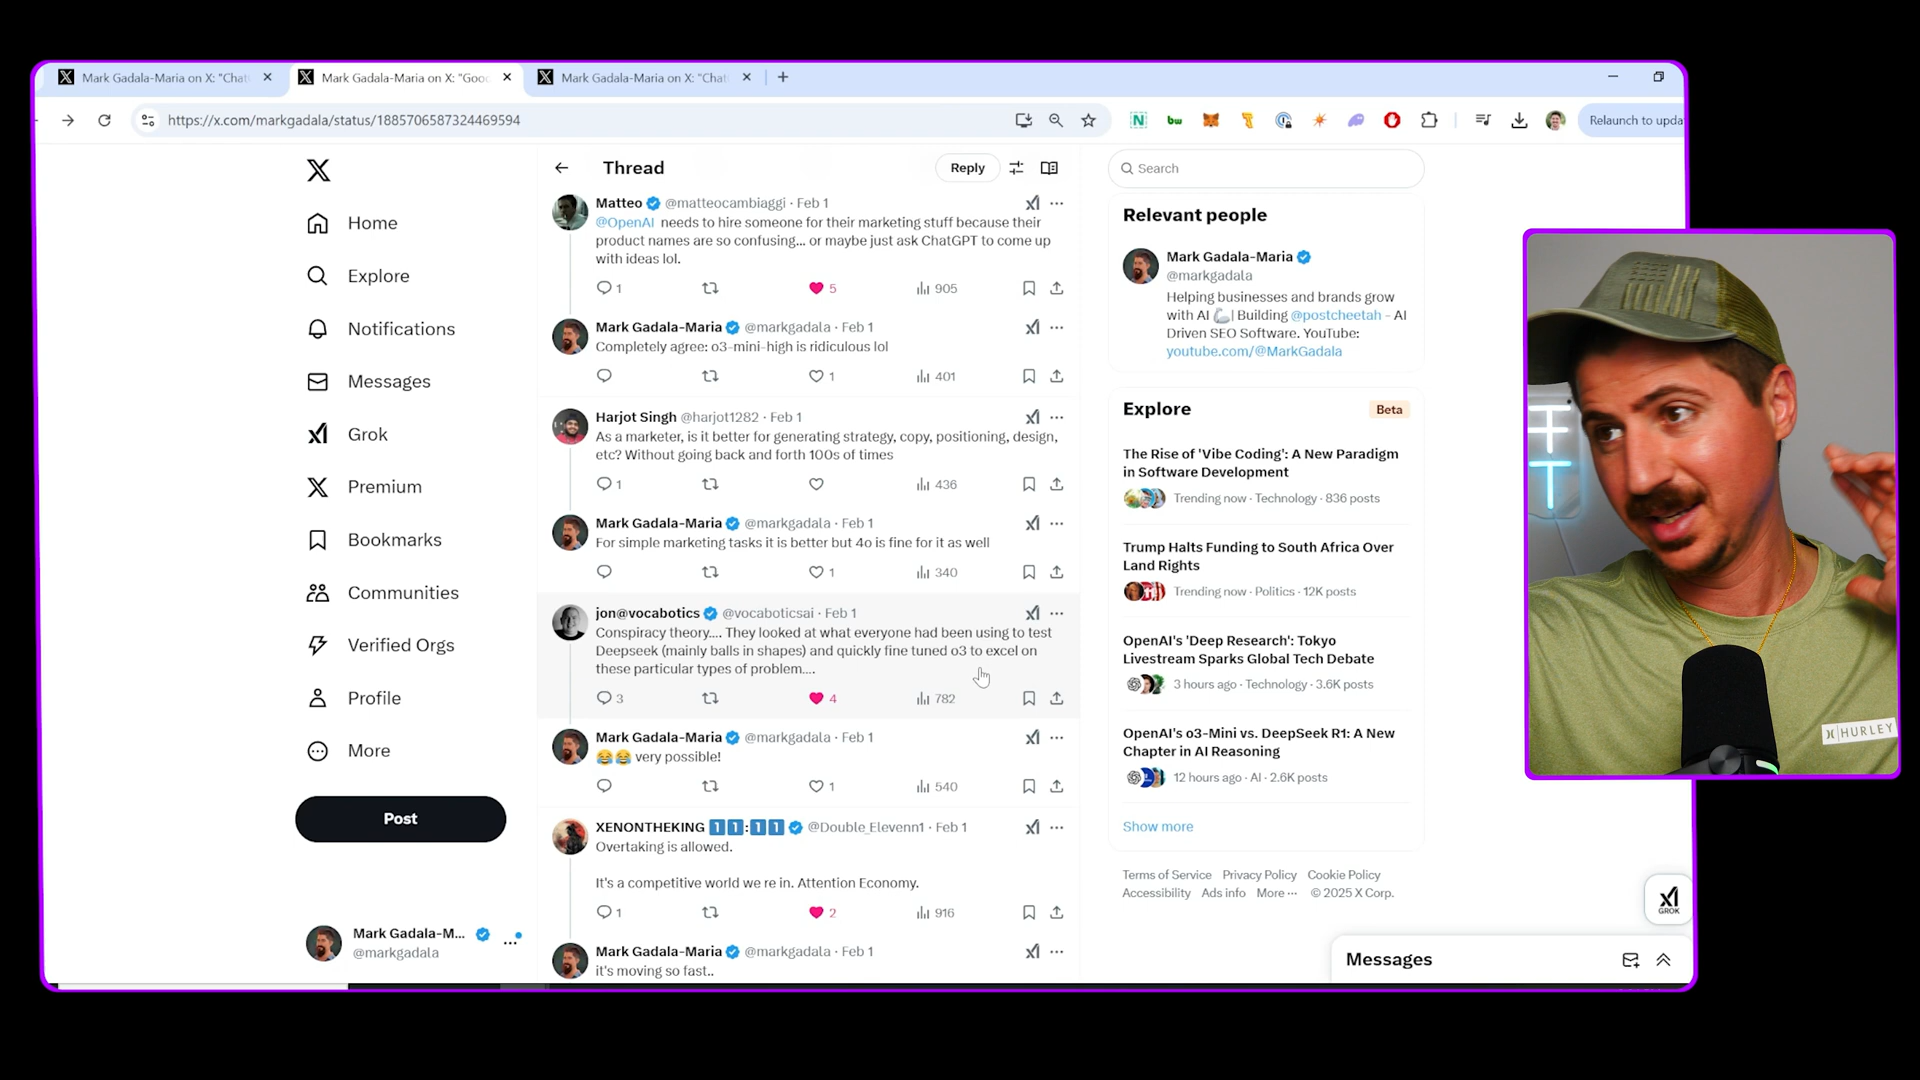 Mark Gadala-Maria on X: "Chat
Mark Gadala-Maria on X: "Goo
Mark Gadala-Maria on X: "Chat
https://x.com/markgadala/status/1885706587324469594
Relaunch to upda
Home
Explore
Notifications
Messages
Grok
Premium
Bookmarks
Communities
Verified Orgs
Profile
More
Post
Mark Gadala-M...
@markgadala
Thread
Reply
Matteo @matteocambiaggi · Feb 1
@OpenAI needs to hire someone for their marketing stuff because their
product names are so confusing... or maybe just ask ChatGPT to come up
with ideas lol.
1 5 905
Mark Gadala-Maria @markgadala · Feb 1
Completely agree: o3-mini-high is ridiculous lol
1 401
Harjot Singh @harjot1282 · Feb 1
As a marketer, is it better for generating strategy, copy, positioning, design,
etc? Without going back and forth 100s of times
1 436
Mark Gadala-Maria @markgadala · Feb 1
For simple marketing tasks it is better but 4o is fine for it as well
1 340
jon@vocabotics @vocaboticsai · Feb 1
Conspiracy theory.... They looked at what everyone had been using to test
Deepseek (mainly balls in shapes) and quickly fine tuned o3 to excel on
these particular types of problem....
3 4 782
Mark Gadala-Maria @markgadala · Feb 1
😂😂 very possible!
1 540
XENONTHEKING 1️⃣1️⃣:1️⃣1️⃣ @Double_Elevenn1 · Feb 1
Overtaking is allowed.
It's a competitive world we re in. Attention Economy.
1 2 916
Mark Gadala-Maria @markgadala · Feb 1
it's moving so fast..
Search
Relevant people
Mark Gadala-Maria
@markgadala
Helping businesses and brands grow
with AI 🦾| Building @postcheetah - AI
Driven SEO Software. YouTube:
youtube.com/@MarkGadala
Explore
Beta
The Rise of 'Vibe Coding': A New Paradigm
in Software Development
Trending now · Technology · 836 posts
Trump Halts Funding to South Africa Over
Land Rights
Trending now · Politics · 12K posts
OpenAI's 'Deep Research': Tokyo
Livestream Sparks Global Tech Debate
3 hours ago · Technology · 3.6K posts
OpenAI's o3-Mini vs. DeepSeek R1: A New
Chapter in AI Reasoning
12 hours ago · AI · 2.6K posts
Show more
Terms of Service Privacy Policy Cookie Policy
Accessibility Ads info More ··· © 2025 X Corp.
GROK
Messages
HURLEY